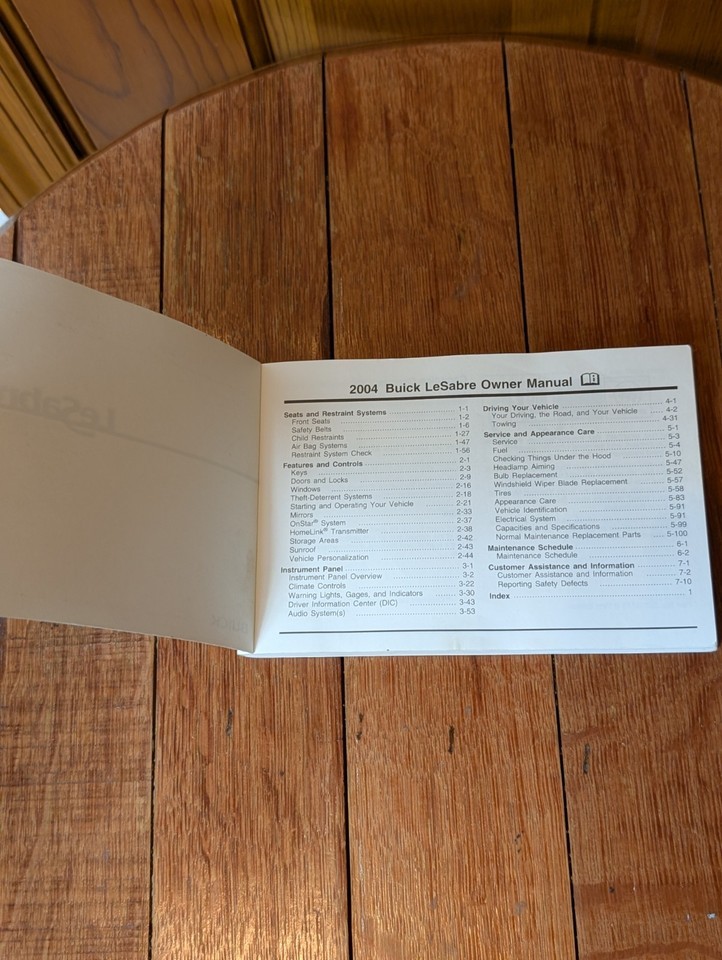 2004 Buick LeSabre Owner Manual
Seats and Restraint Systems 1-1
Front Seats 1-2
Safety Belts 1-6
Child Restraints 1-27
Air Bag Systems 1-47
Restraint System Check 1-56
Features and Controls 2-1
Keys 2-3
Doors and Locks 2-9
Windows 2-16
Theft-Deterrent Systems 2-18
Starting and Operating Your Vehicle 2-21
Mirrors 2-33
OnStar® System 2-37
HomeLink® Transmitter 2-38
Storage Areas 2-42
Sunroof 2-43
Vehicle Personalization 2-44
Instrument Panel 3-1
Instrument Panel Overview 3-2
Climate Controls 3-22
Warning Lights, Gages, and Indicators 3-30
Driver Information Center (DIC) 3-43
Audio System(s) 3-53
Driving Your Vehicle 4-1
Your Driving, the Road, and Your Vehicle 4-2
Towing 4-31
Service and Appearance Care 5-1
Service 5-3
Fuel 5-4
Checking Things Under the Hood 5-10
Headlamp Aiming 5-47
Bulb Replacement 5-52
Windshield Wiper Blade Replacement 5-57
Tires 5-58
Appearance Care 5-83
Vehicle Identification 5-91
Electrical System 5-91
Capacities and Specifications 5-99
Normal Maintenance Replacement Parts 5-100
Maintenance Schedule 6-1
Maintenance Schedule 6-2
Customer Assistance and Information 7-1
Customer Assistance and Information 7-2
Reporting Safety Defects 7-10
Index 1
LeSabre